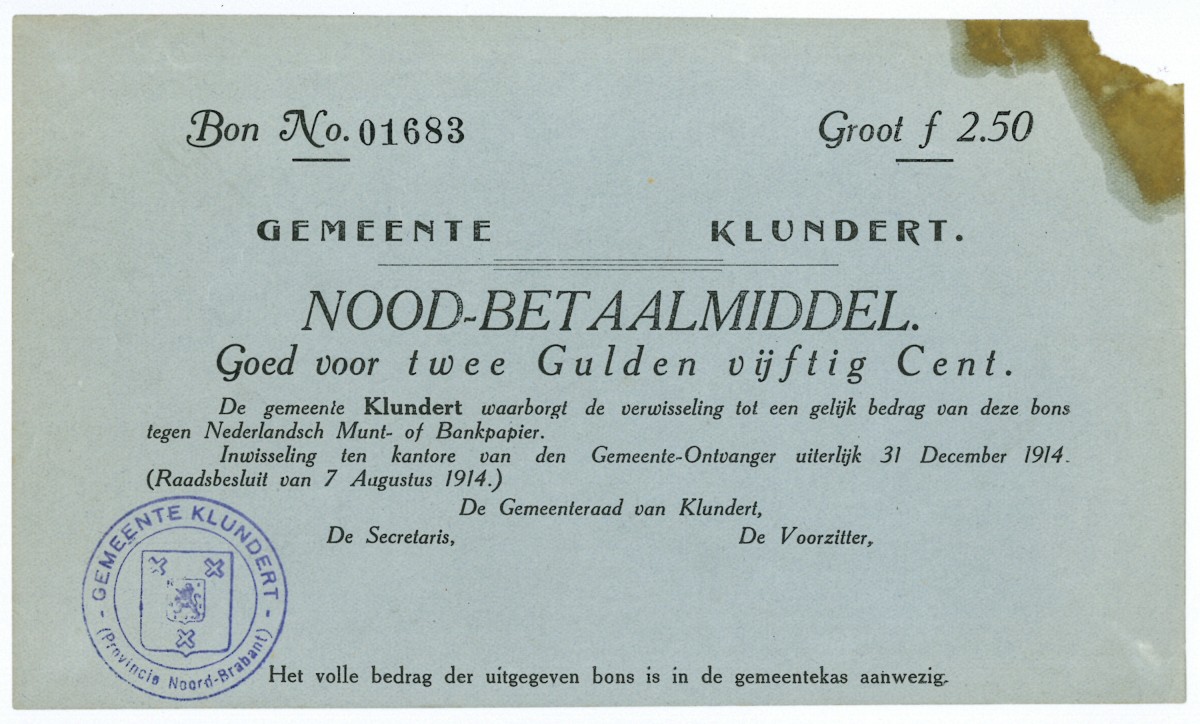 Bon No. 01683
Groot f 2.50
GEMEENTE KLUNDERT.
NOOD-BETAALMIDDEL.
Goed voor twee Gulden vijftig Cent.
De gemeente Klundert waarborgt de verwisseling tot een gelijk bedrag van deze bons
tegen Nederlandsch Munt- of Bankpapier.
Inwisseling ten kantore van den Gemeente-Ontvanger uiterlijk 31 December 1914.
(Raadsbesluit van 7 Augustus 1914.)
De Gemeenteraad van Klundert,
De Secretaris, De Voorzitter,
GEMEENTE KLUNDERT
(Provincie Noord-Brabant)
Het volle bedrag der uitgegeven bons is in de gemeentekas aanwezig.